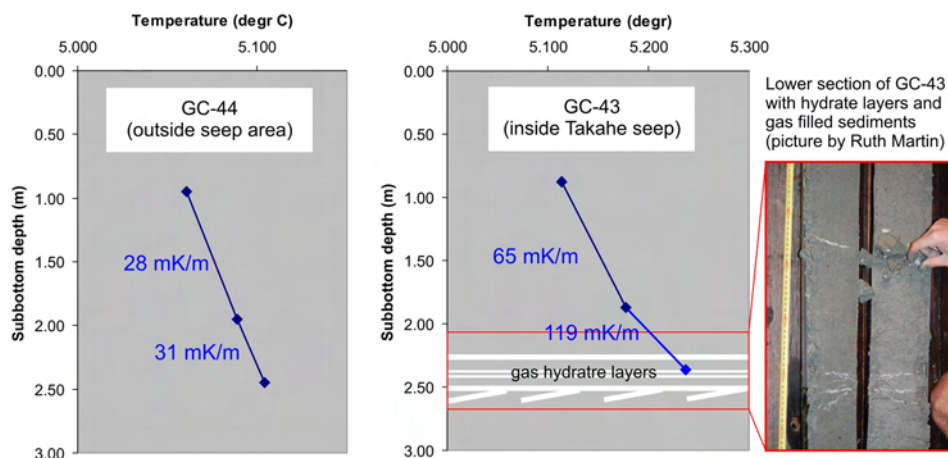 Temperature (degr C)
5.000 5.100
0.00
0.50
1.00
1.50
2.00
2.50
3.00
Subbottom depth (m)
GC-44
(outside seep area)
28 mK/m
31 mK/m
Temperature (degr)
5.000 5.100 5.200 5.300
0.00
0.50
1.00
1.50
2.00
2.50
3.00
Subbottom depth (m)
GC-43
(inside Takahe seep)
65 mK/m
119 mK/m
gas hydratre layers
Lower section of GC-43
with hydrate layers and
gas filled sediments
(picture by Ruth Martin)